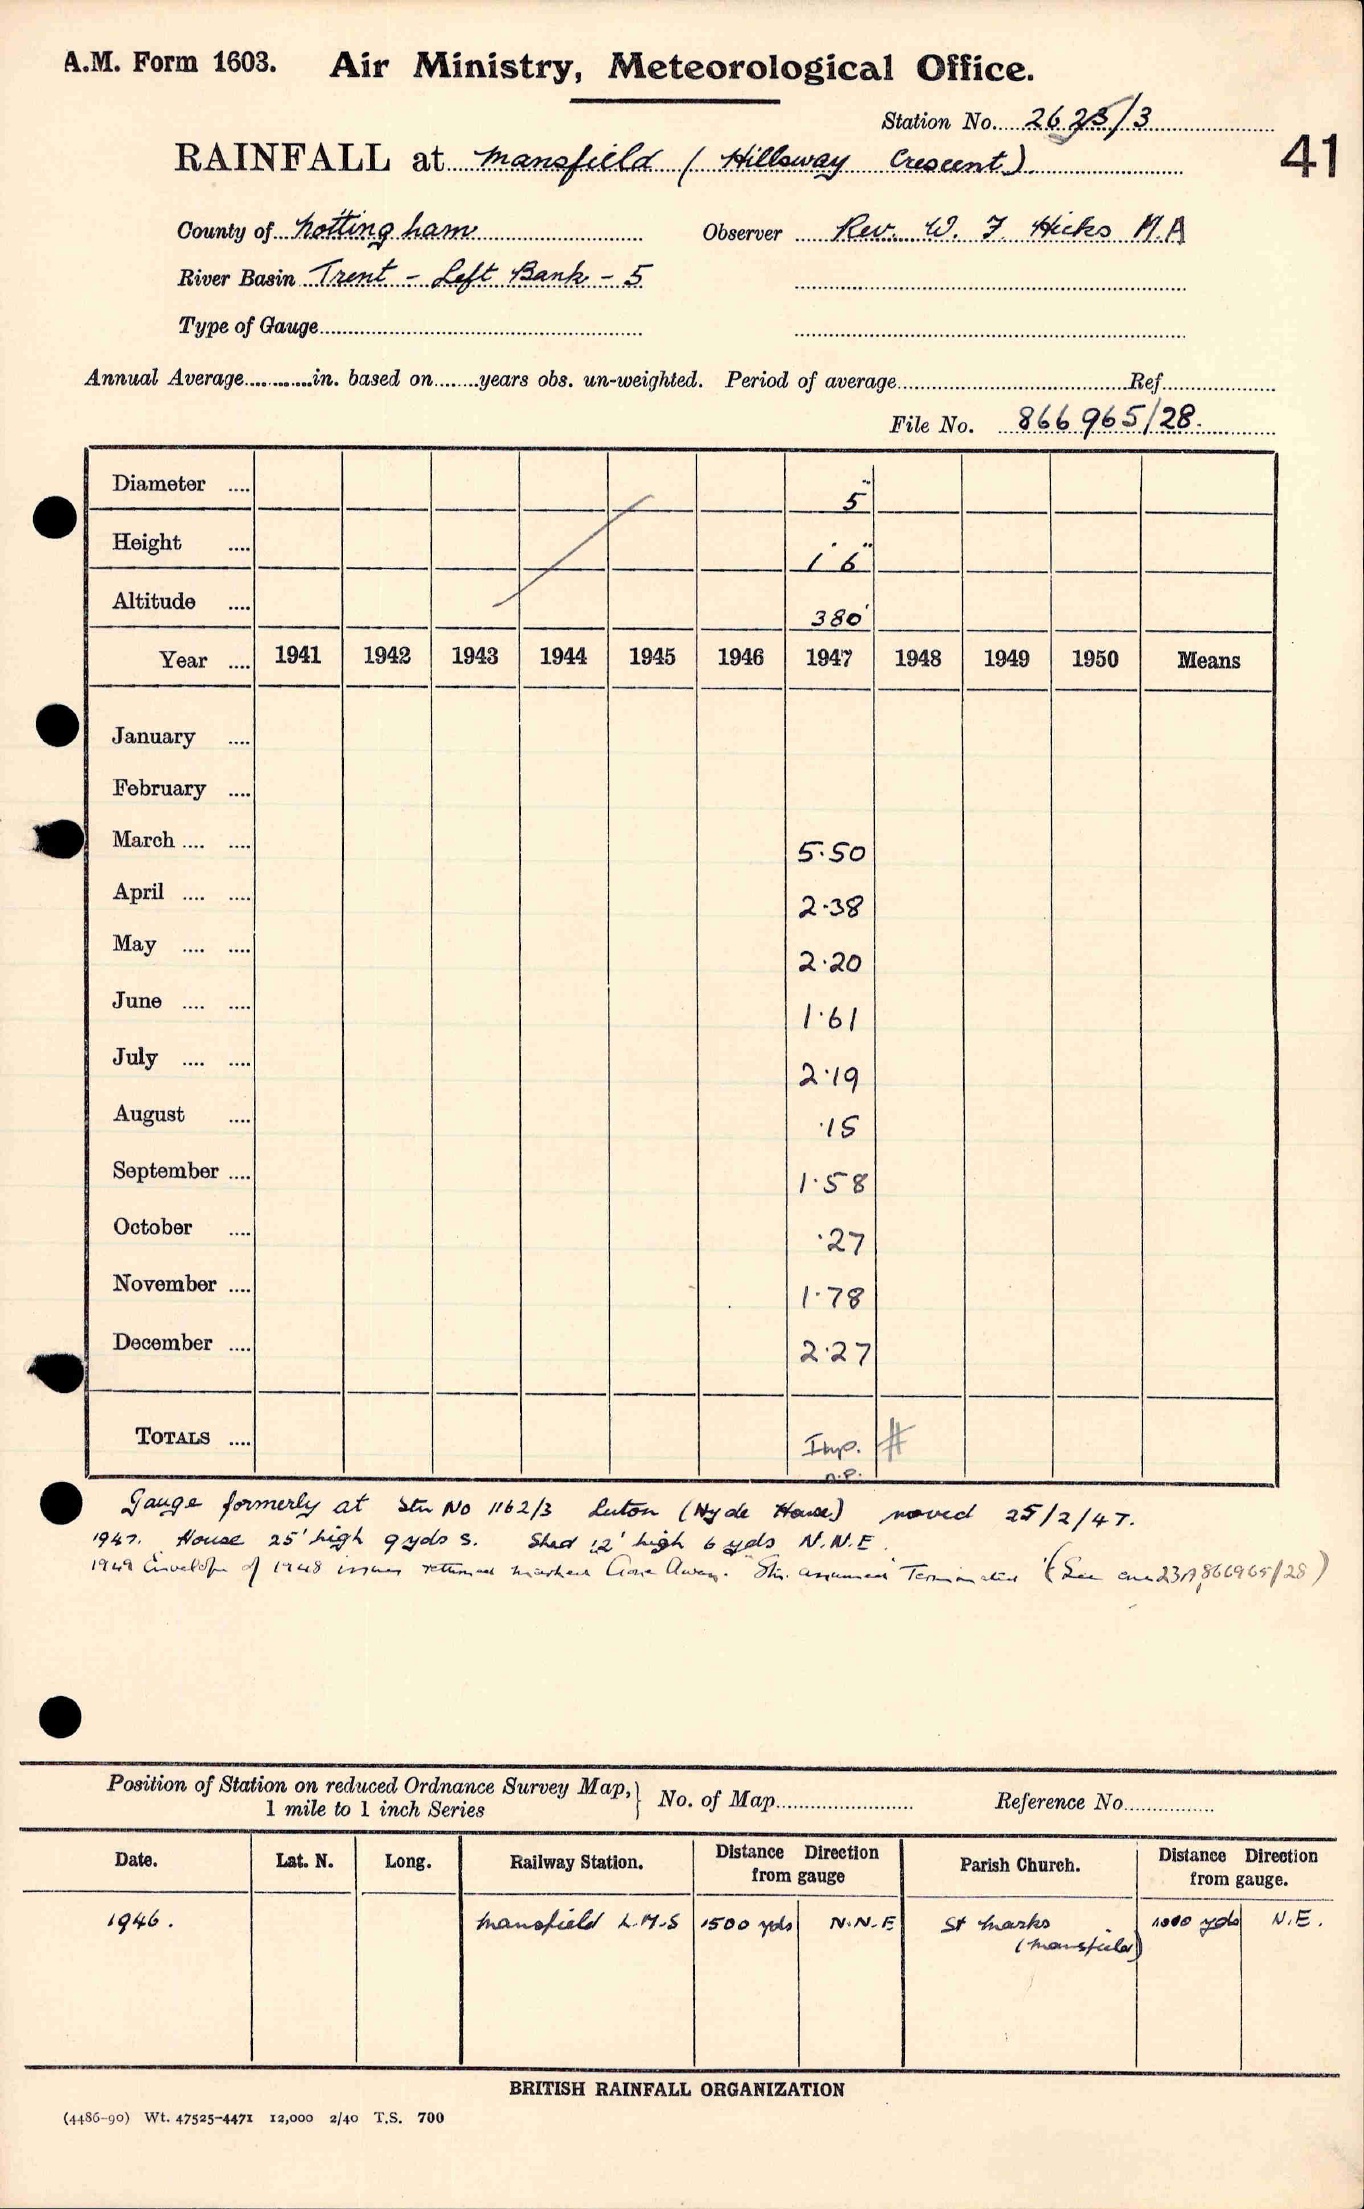 A.M. Form 1603. Air Ministry, Meteorological Office.
Station No. 2623/3
41
RAINFALL at Mansfield (Hillsway Crescent)
County of Nottingham Observer Rev. W. F. Hicks M.A
River Basin Trent - Left Bank - 5
Type of Gauge
Annual Average in. based on years obs. un-weighted. Period of average Ref
File No. 866965/28.
Diameter 5"
Height 1' 6"
Altitude 380'
Year 1941 1942 1943 1944 1945 1946 1947 1948 1949 1950 Means
January
February
March 5.50
April 2.38
May 2.20
June 1.61
July 2.19
August .15
September 1.58
October .27
November 1.78
December 2.27
TOTALS Imp. #
n.p.
Gauge formerly at Stn No 1162/3 Luton (Hyde House) moved 25/2/47.
1947. House 25' high 9 yds S. Shed 12' high 6 yds N.N.E.
1949 Envelope of 1948 issues returned marked "Gone Away." Stn. assumed Terminated (See 23A, 866965/28)
Position of Station on reduced Ordnance Survey Map, } No. of Map Reference No
1 mile to 1 inch Series
Date. Lat. N. Long. Railway Station. Distance Direction from gauge Parish Church. Distance Direction from gauge.
1946. Mansfield L.M.S 1500 yds N.N.E St Marks 1000 yds N.E.
(Mansfield)
BRITISH RAINFALL ORGANIZATION
(4486-90) Wt. 47525-4471 12,000 2/40 T.S. 700